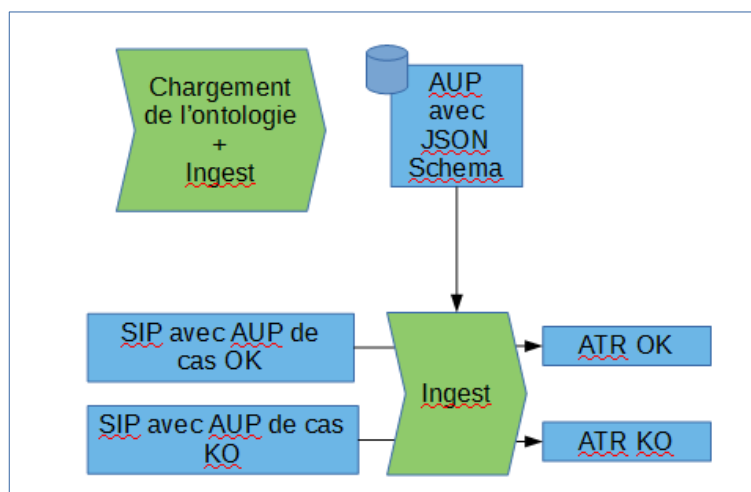 Chargement
de l'ontologie
+
Ingest
AUP
avec
JSON
Schema
SIP avec AUP de
cas OK
Ingest
ATR OK
SIP avec AUP de cas
KO
ATR KO